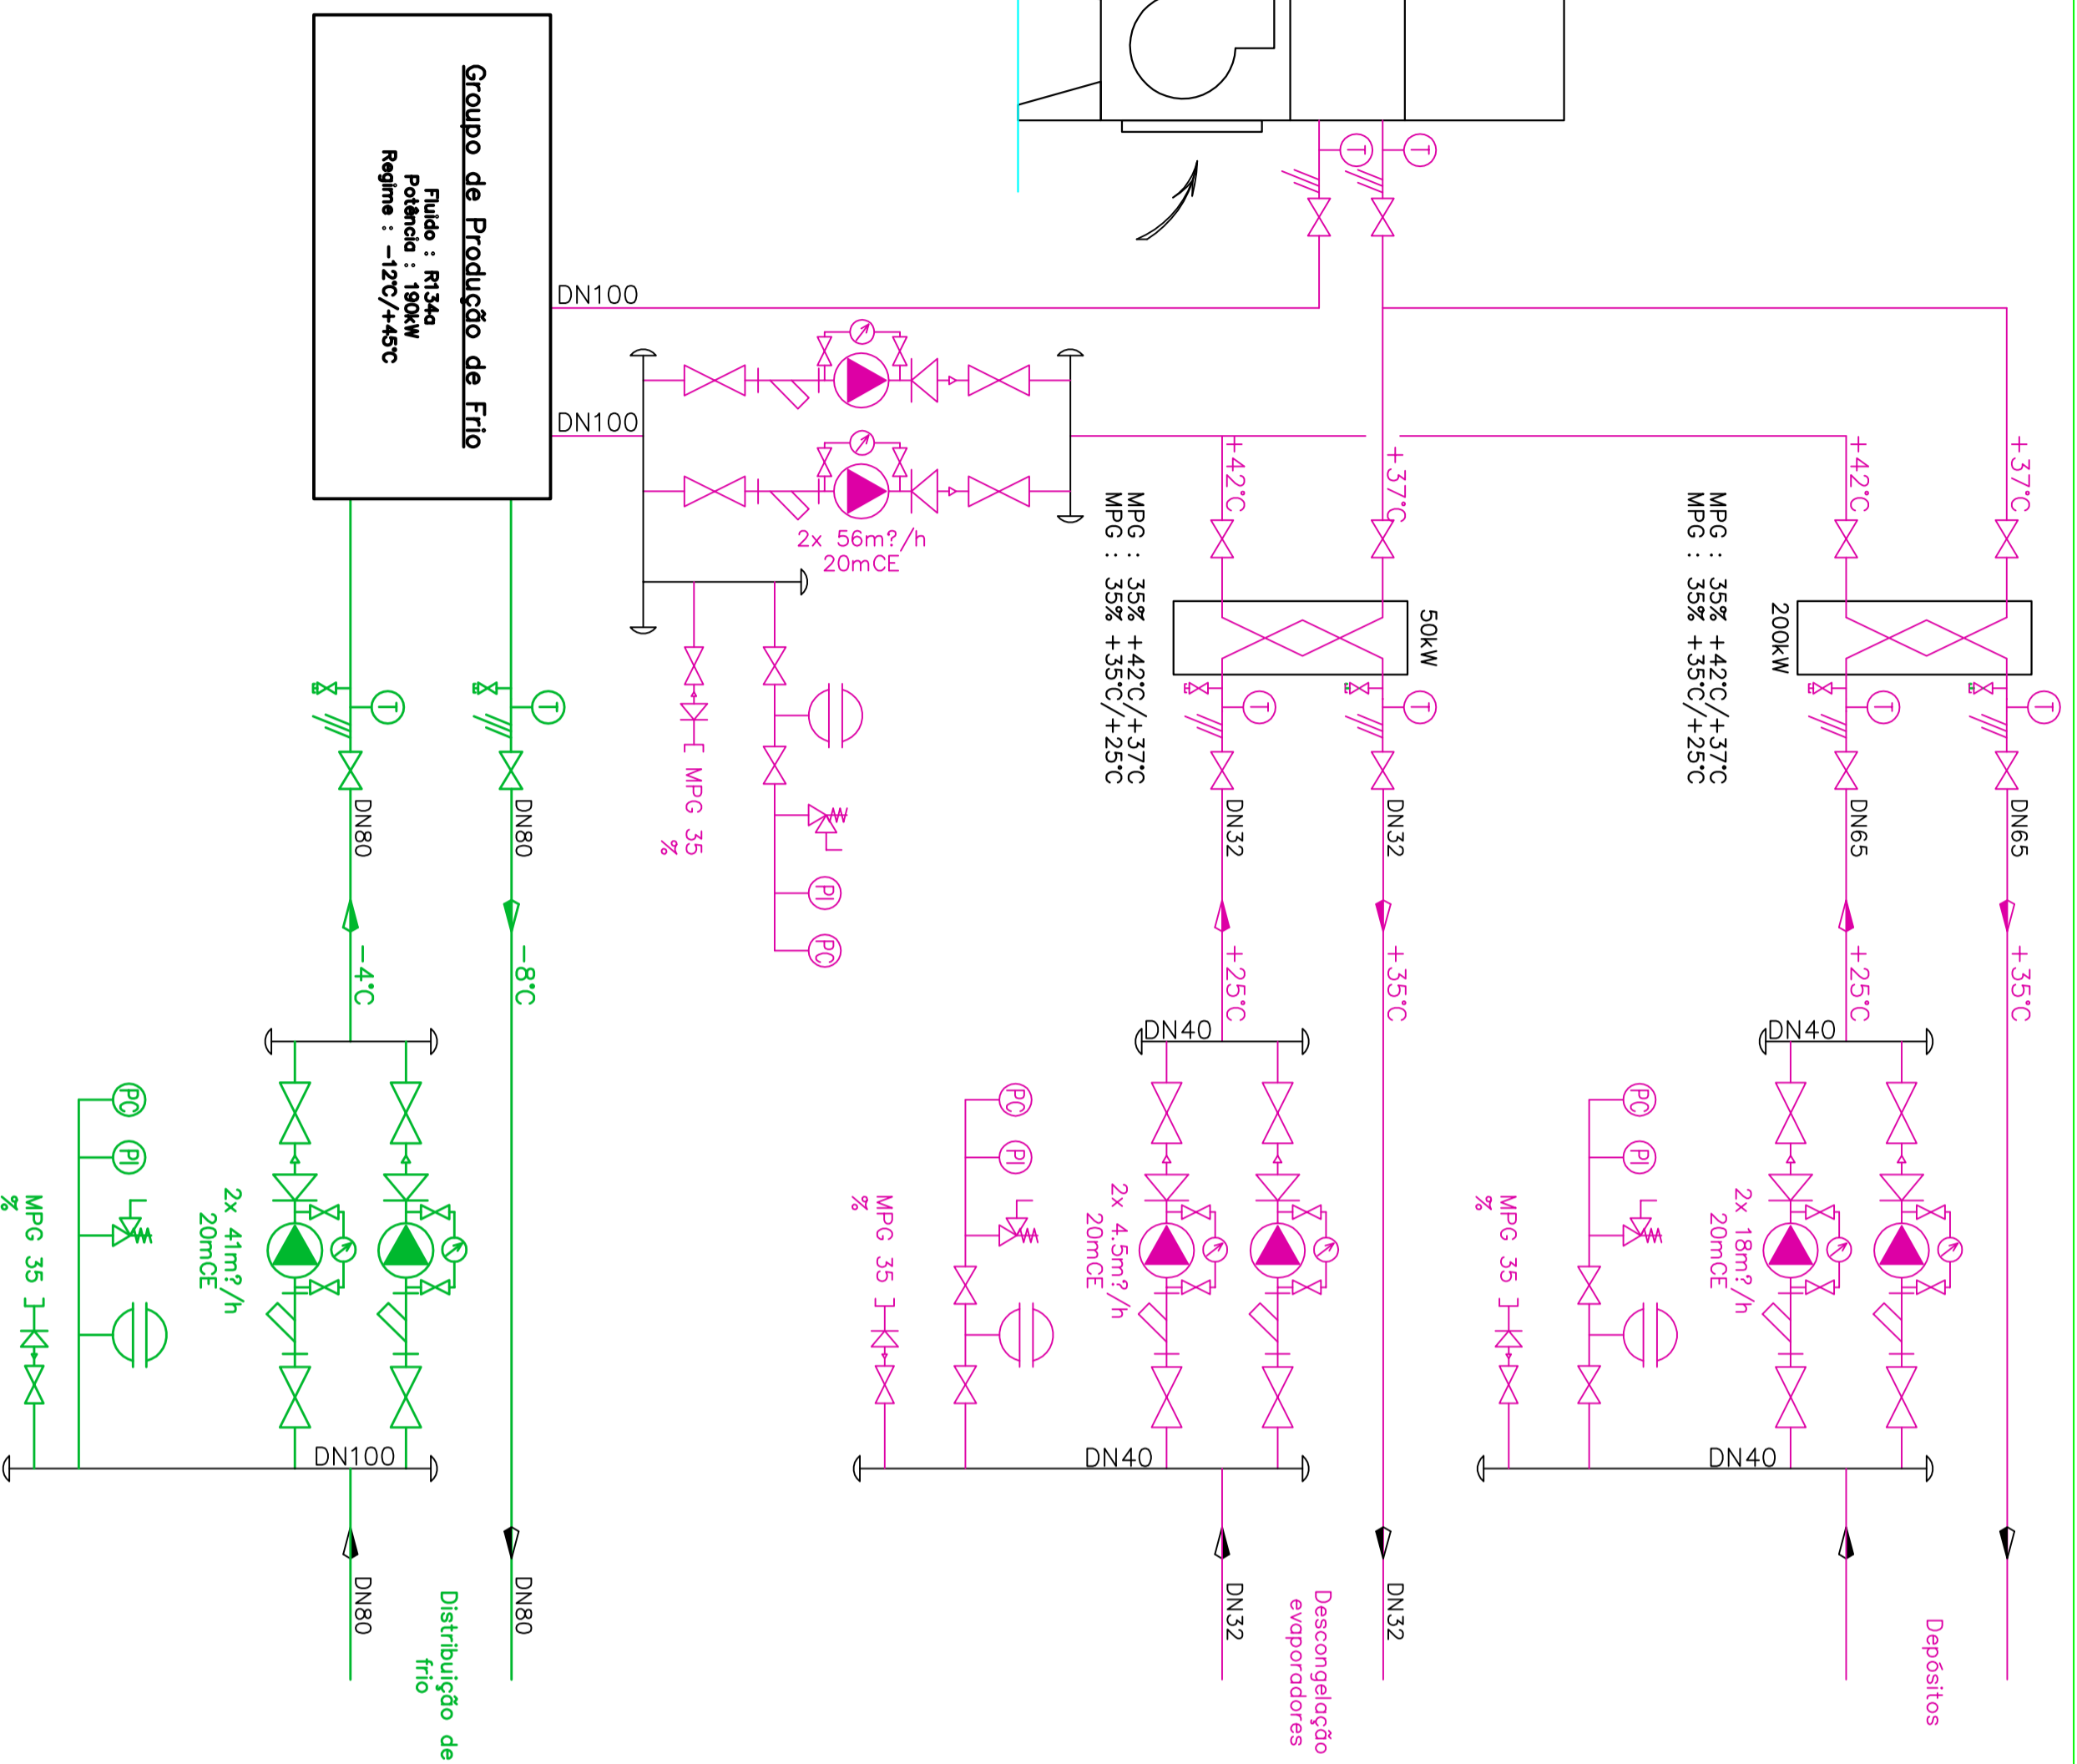 Groupo de Produção de Frio
Fluido : R134a
Potência : 190kW
Regime : -12°C/+45°C
DN100
DN100
T
T
2x 56m?/h
20mCE
+42°C
+37°C
+42°C
+37°C
MPG : 35% +42°C/+37°C
MPG : 35% +35°C/+25°C
50kW
MPG : 35% +42°C/+37°C
MPG : 35% +35°C/+25°C
200kW
T
T
T
T
T
T
MPG 35
%
PI
PC
DN80
DN80
DN32
DN32
DN65
DN65
-4°C
-8°C
+25°C
+35°C
+25°C
+35°C
DN40
DN40
PC
PI
2x 41m?/h
20mCE
MPG 35
%
PC
PI
2x 4.5m?/h
20mCE
MPG 35
%
PC
PI
2x 18m?/h
20mCE
MPG 35
%
DN100
DN40
DN40
DN80
DN80
DN32
DN32
Distribuição de
frio
Descongelação
evaporadores
Depósitos